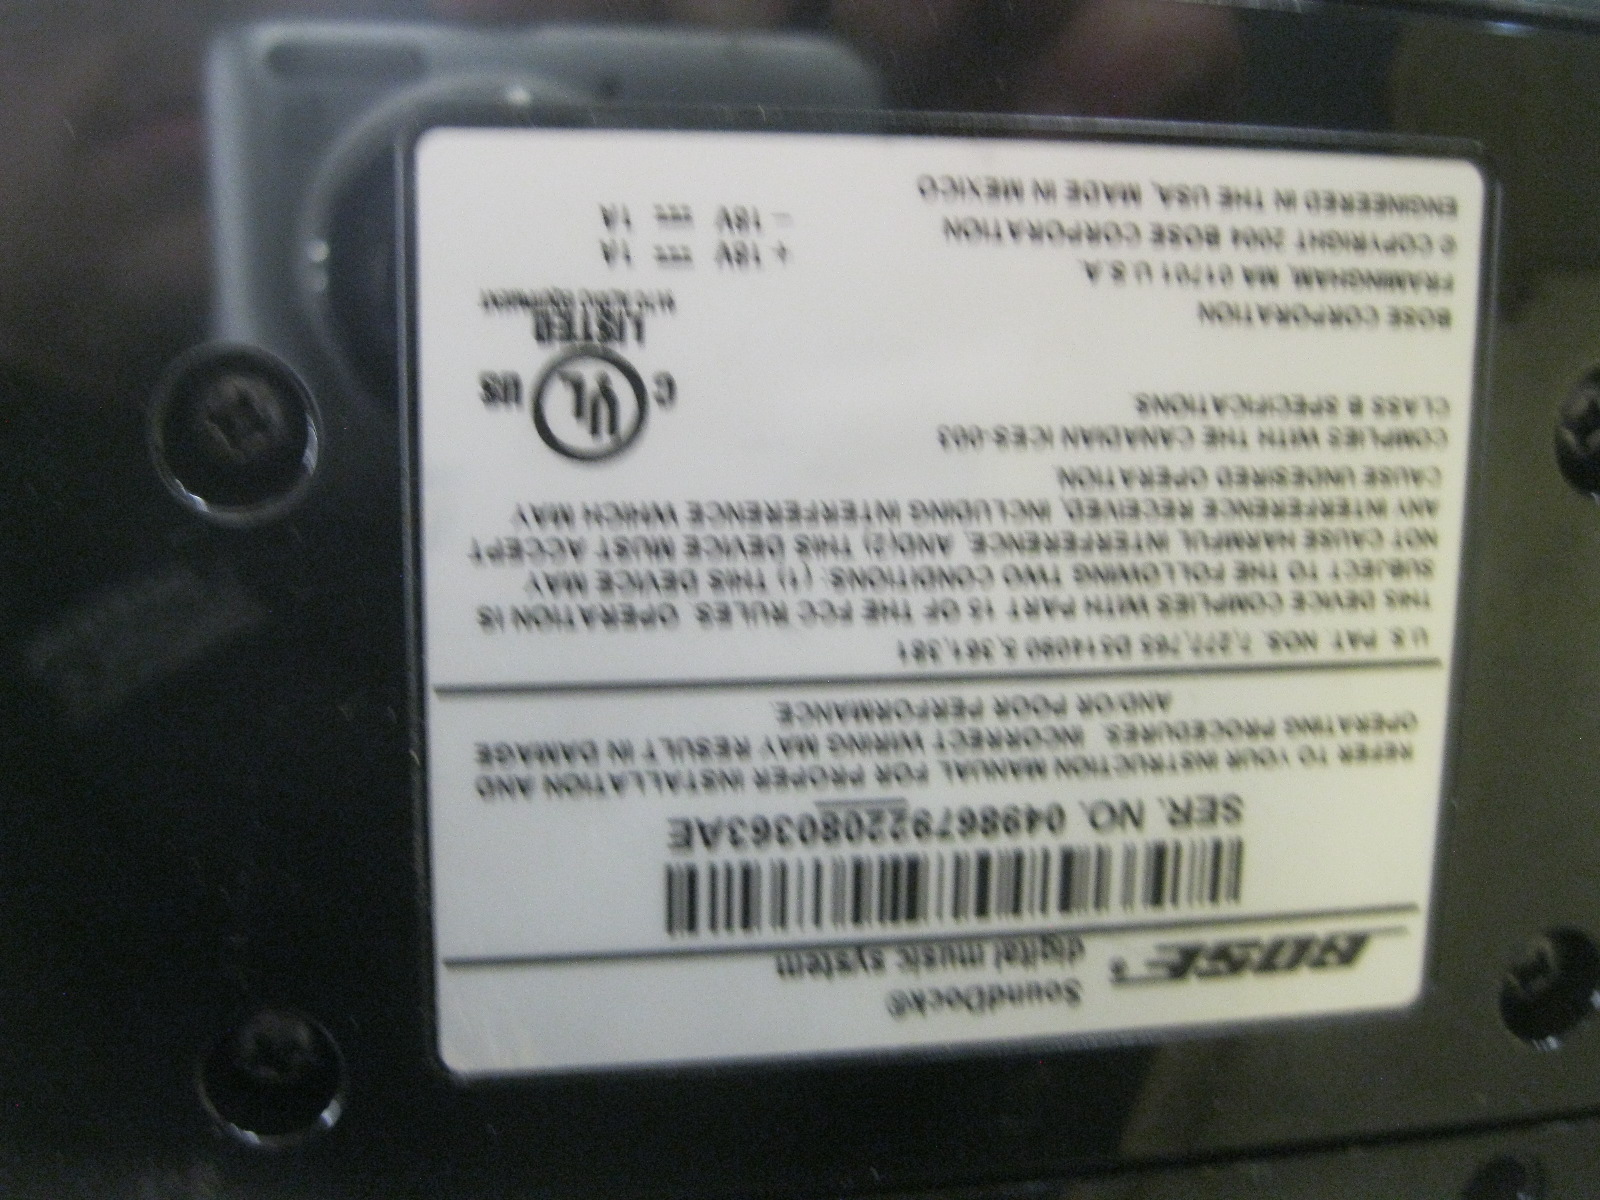 BOSE®
SoundDock®
digital music system
SER. NO. 049867922080363AE
REFER TO YOUR INSTRUCTION MANUAL FOR PROPER INSTALLATION AND
OPERATING PROCEDURES. INCORRECT WIRING MAY RESULT IN DAMAGE
AND/OR POOR PERFORMANCE.
U.S. PAT. NOS. 7,277,765 D514090 5,361,381
THIS DEVICE COMPLIES WITH PART 15 OF THE FCC RULES. OPERATION IS
SUBJECT TO THE FOLLOWING TWO CONDITIONS: (1) THIS DEVICE MAY
NOT CAUSE HARMFUL INTERFERENCE, AND(2) THIS DEVICE MUST ACCEPT
ANY INTERFERENCE RECEIVED, INCLUDING INTERFERENCE WHICH MAY
CAUSE UNDESIRED OPERATION.
COMPLIES WITH THE CANADIAN ICES-003
CLASS B SPECIFICATIONS.
C UL US
LISTED
BOSE CORPORATION
FRAMINGHAM, MA 01701 U.S.A.
© COPYRIGHT 2004 BOSE CORPORATION
ENGINEERED IN THE USA, MADE IN MEXICO
+ 18V 1A
– 18V 1A